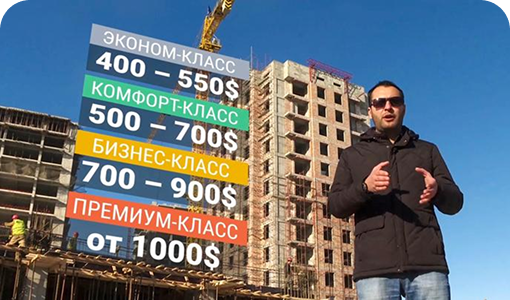 ЭКОНОМ-КЛАСС
400 – 550$
КОМФОРТ-КЛАСС
500 – 700$
БИЗНЕС-КЛАСС
700 – 900$
ПРЕМИУМ-КЛАСС
от 1000$